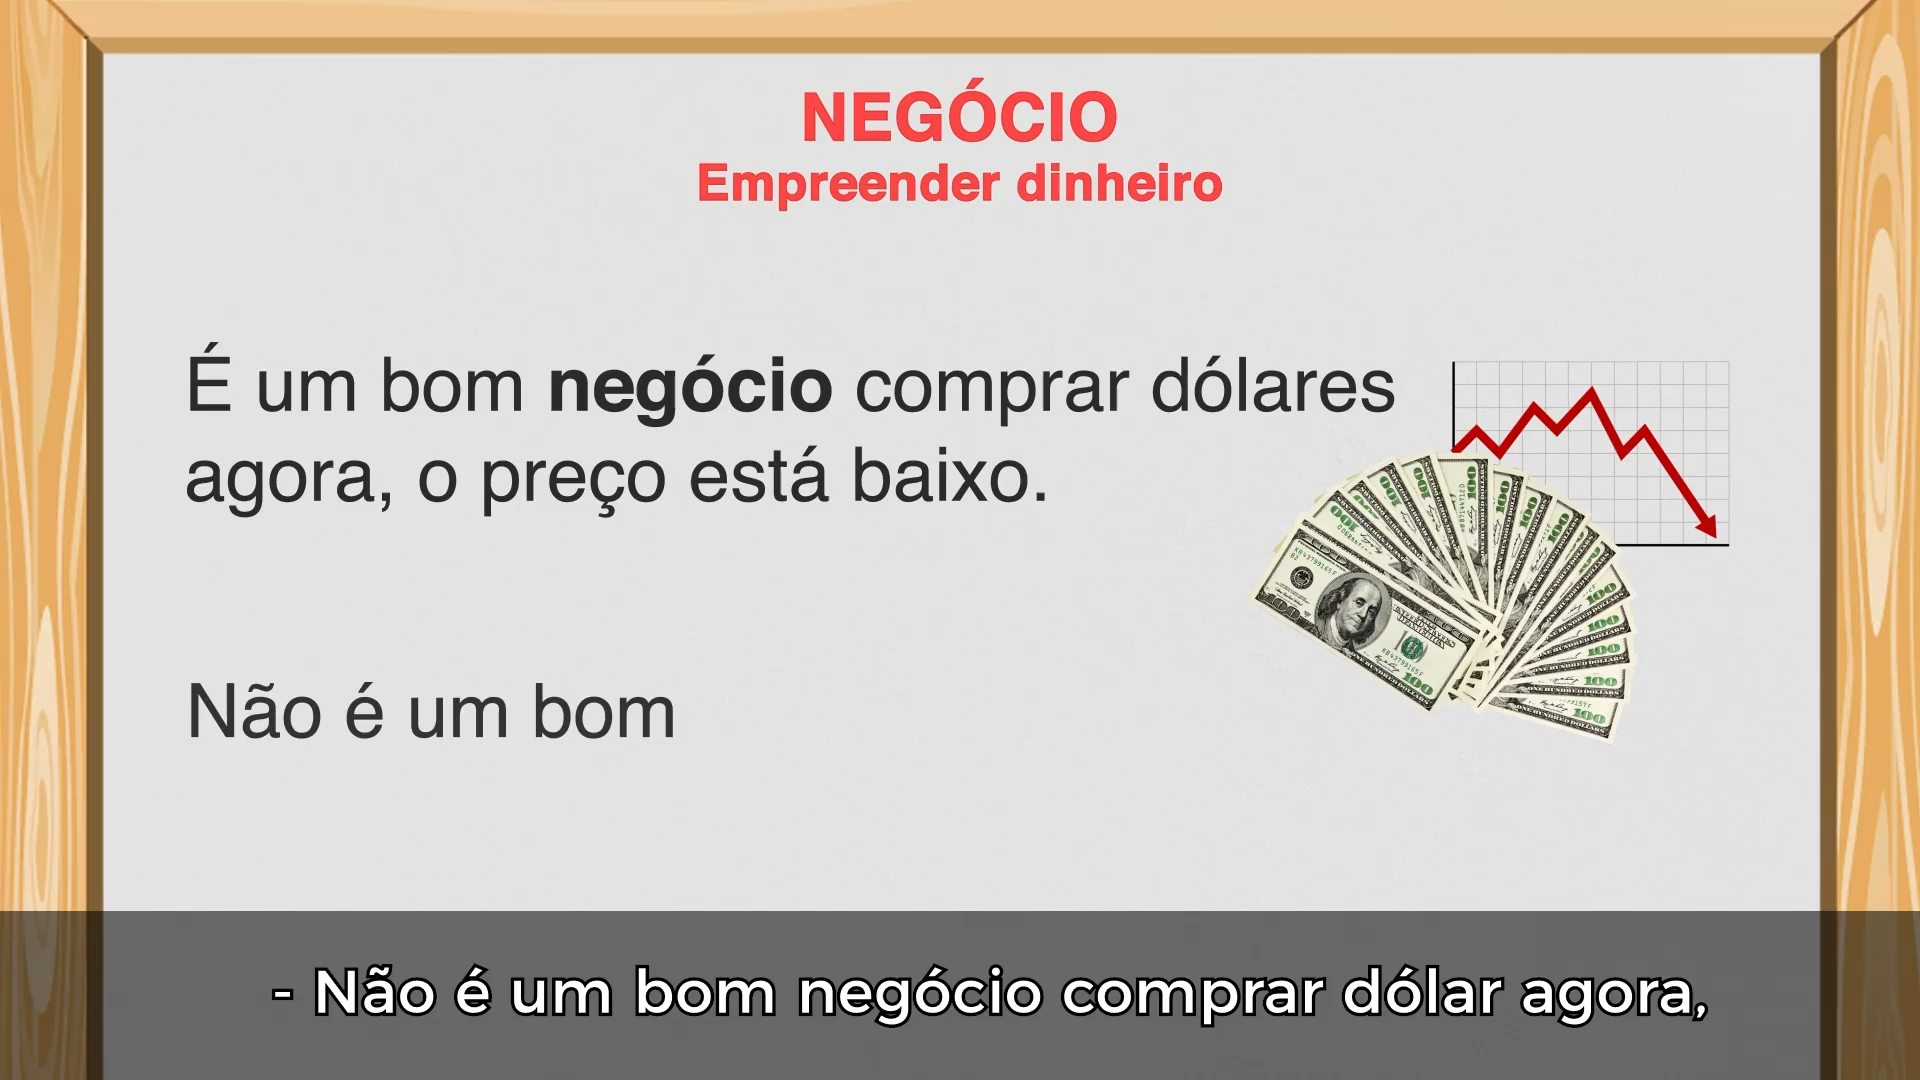 NEGÓCIO
Empreender dinheiro
É um bom negócio comprar dólares
agora, o preço está baixo.
Não é um bom
- Não é um bom negócio comprar dólar agora,